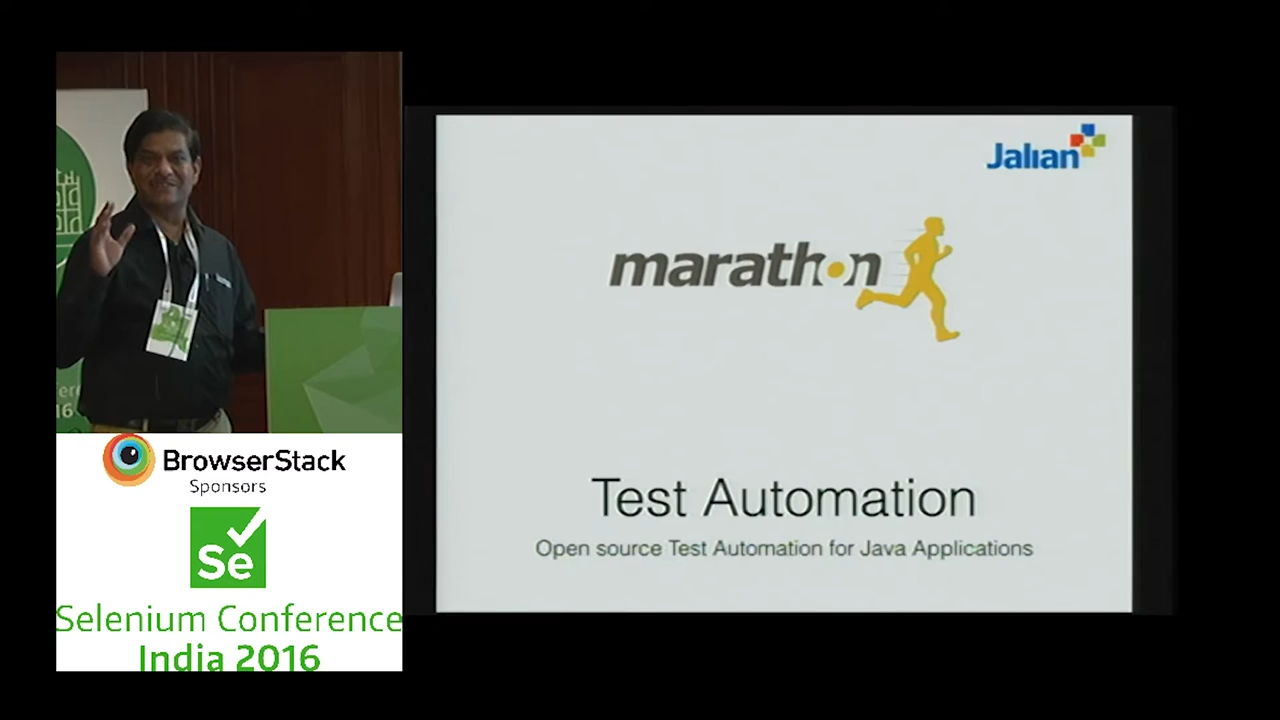 BrowserStack
Sponsors
Se
Selenium Conference
India 2016
Jalian
marathon
Test Automation
Open source Test Automation for Java Applications